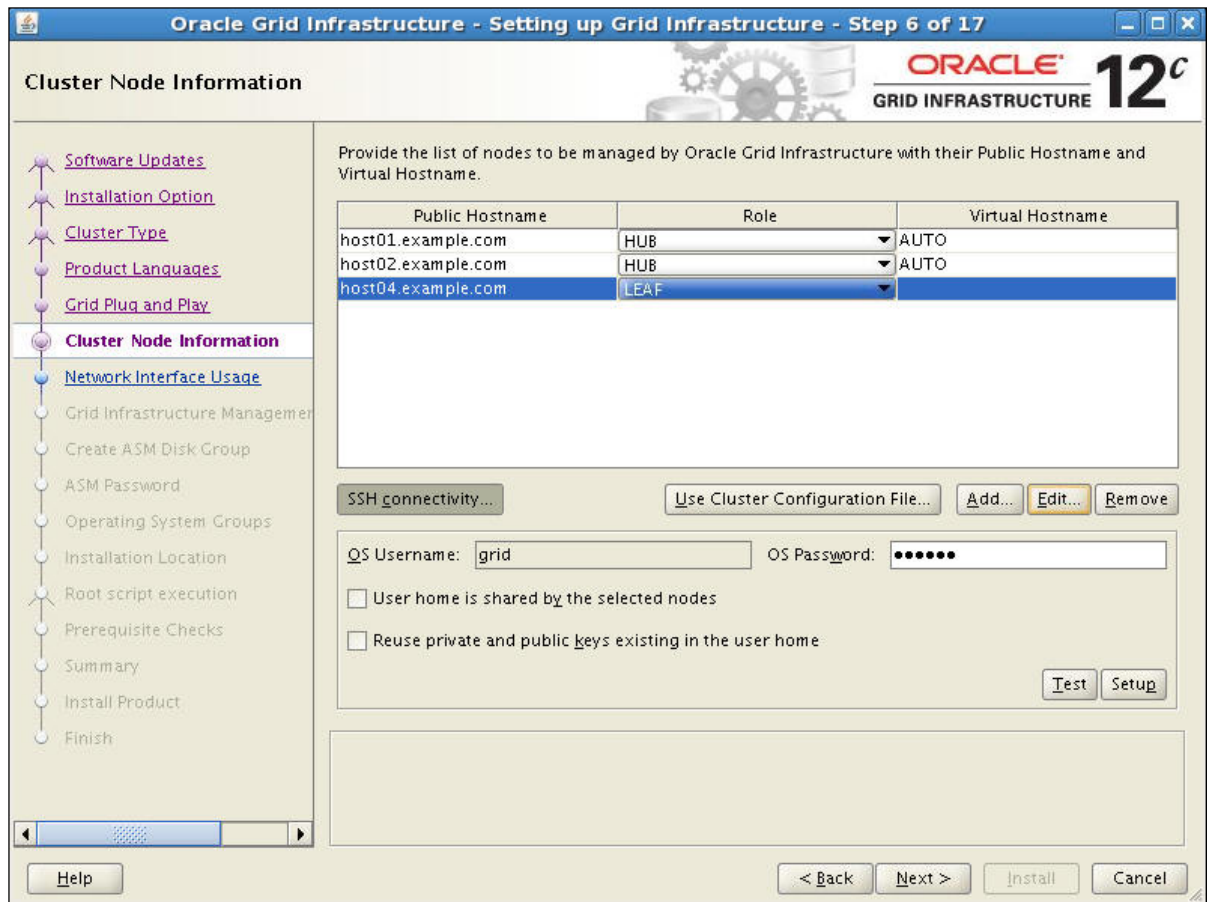 Oracle Grid Infrastructure - Setting up Grid Infrastructure - Step 6 of 17
Cluster Node Information
ORACLE
GRID INFRASTRUCTURE
12c
Software Updates
Installation Option
Cluster Type
Product Languages
Grid Plug and Play
Cluster Node Information
Network Interface Usage
Grid Infrastructure Managemer
Create ASM Disk Group
ASM Password
Operating System Groups
Installation Location
Root script execution
Prerequisite Checks
Summary
Install Product
Finish
Provide the list of nodes to be managed by Oracle Grid Infrastructure with their Public Hostname and
Virtual Hostname.
Public Hostname Role Virtual Hostname
host01.example.com HUB AUTO
host02.example.com HUB AUTO
host04.example.com LEAF
SSH connectivity... Use Cluster Configuration File... Add... Edit... Remove
OS Username: grid OS Password: ••••••
User home is shared by the selected nodes
Reuse private and public keys existing in the user home
Test Setup
Help < Back Next > Install Cancel